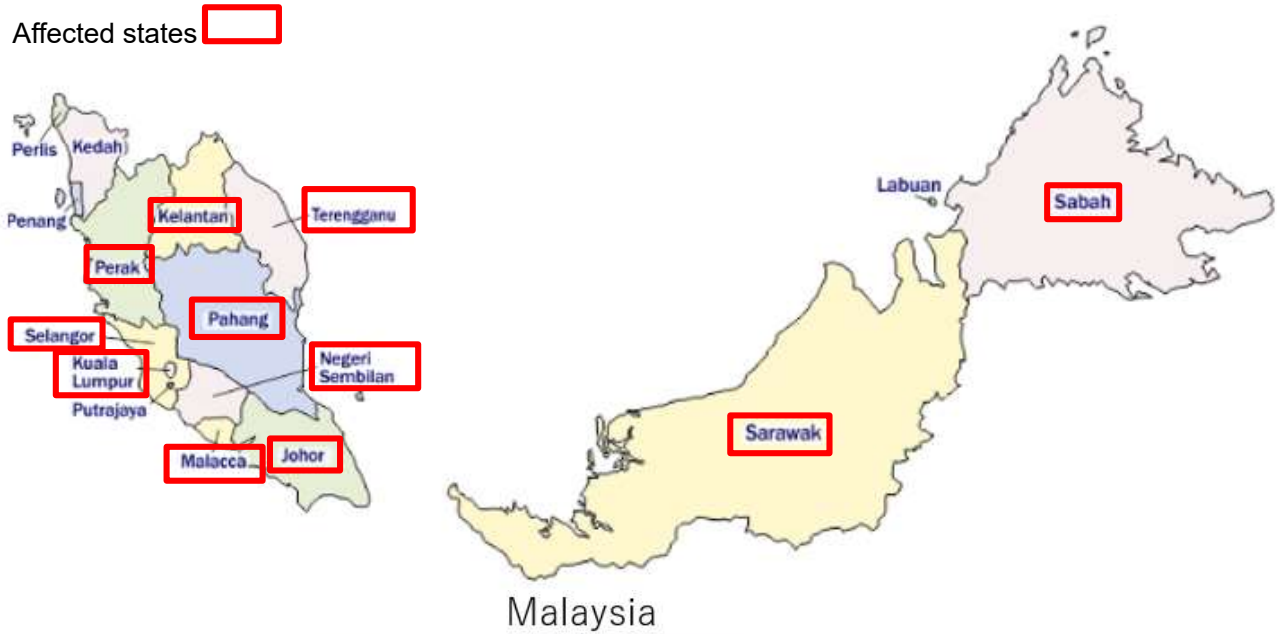 Affected states
Perlis
Kedah
Penang
Kelantan
Terengganu
Perak
Pahang
Selangor
Kuala
Lumpur
Negeri
Sembilan
Putrajaya
Malacca
Johor
Labuan
Sabah
Sarawak
Malaysia